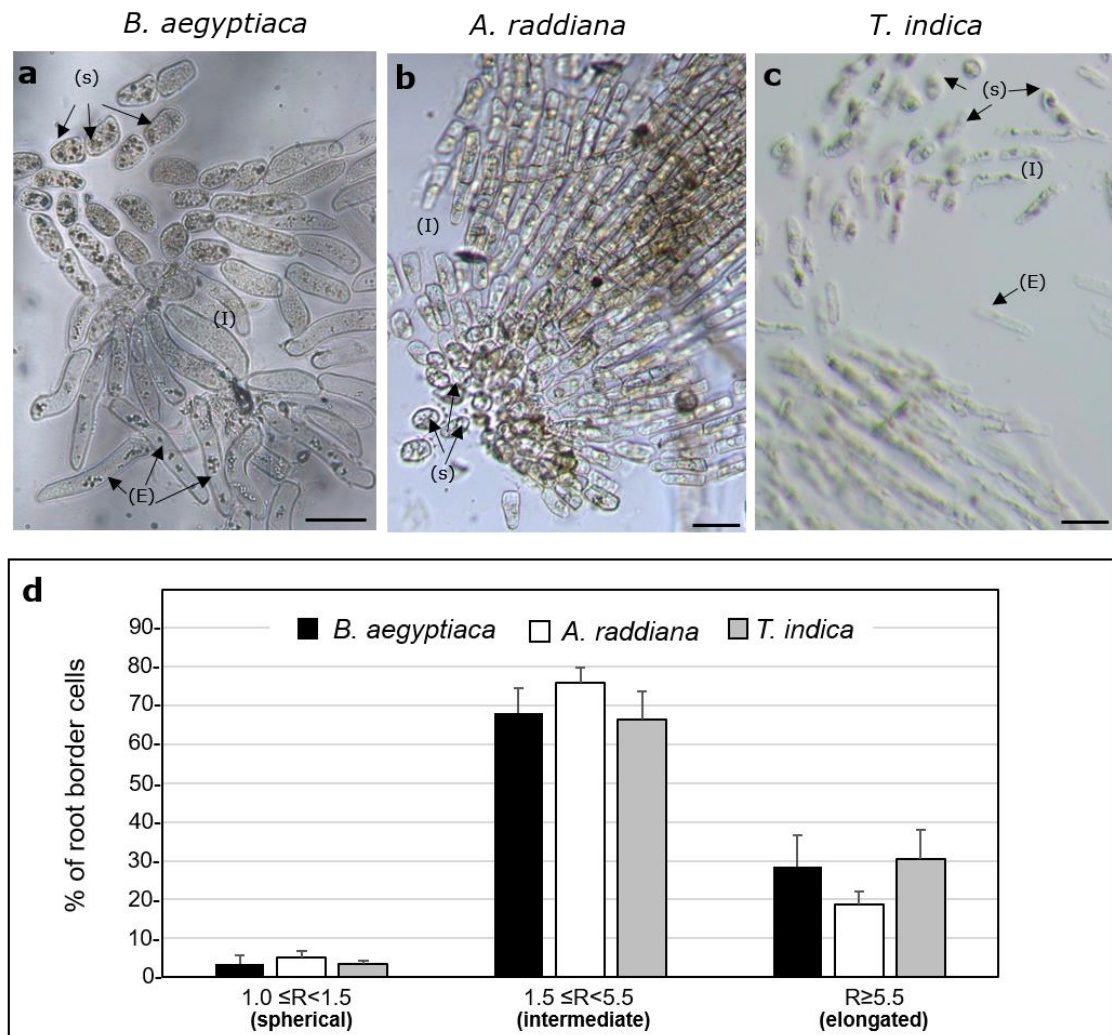 B. aegyptiaca
A. raddiana
T. indica
a
(s)
(I)
(E)
b
(I)
(s)
c
(s)
(I)
(E)
d
B. aegyptiaca A. raddiana T. indica
% of root border cells
90-
80-
70-
60-
50-
40-
30-
20-
10-
0-
1.0 ≤R<1.5 1.5 ≤R<5.5 R≥5.5
(spherical) (intermediate) (elongated)